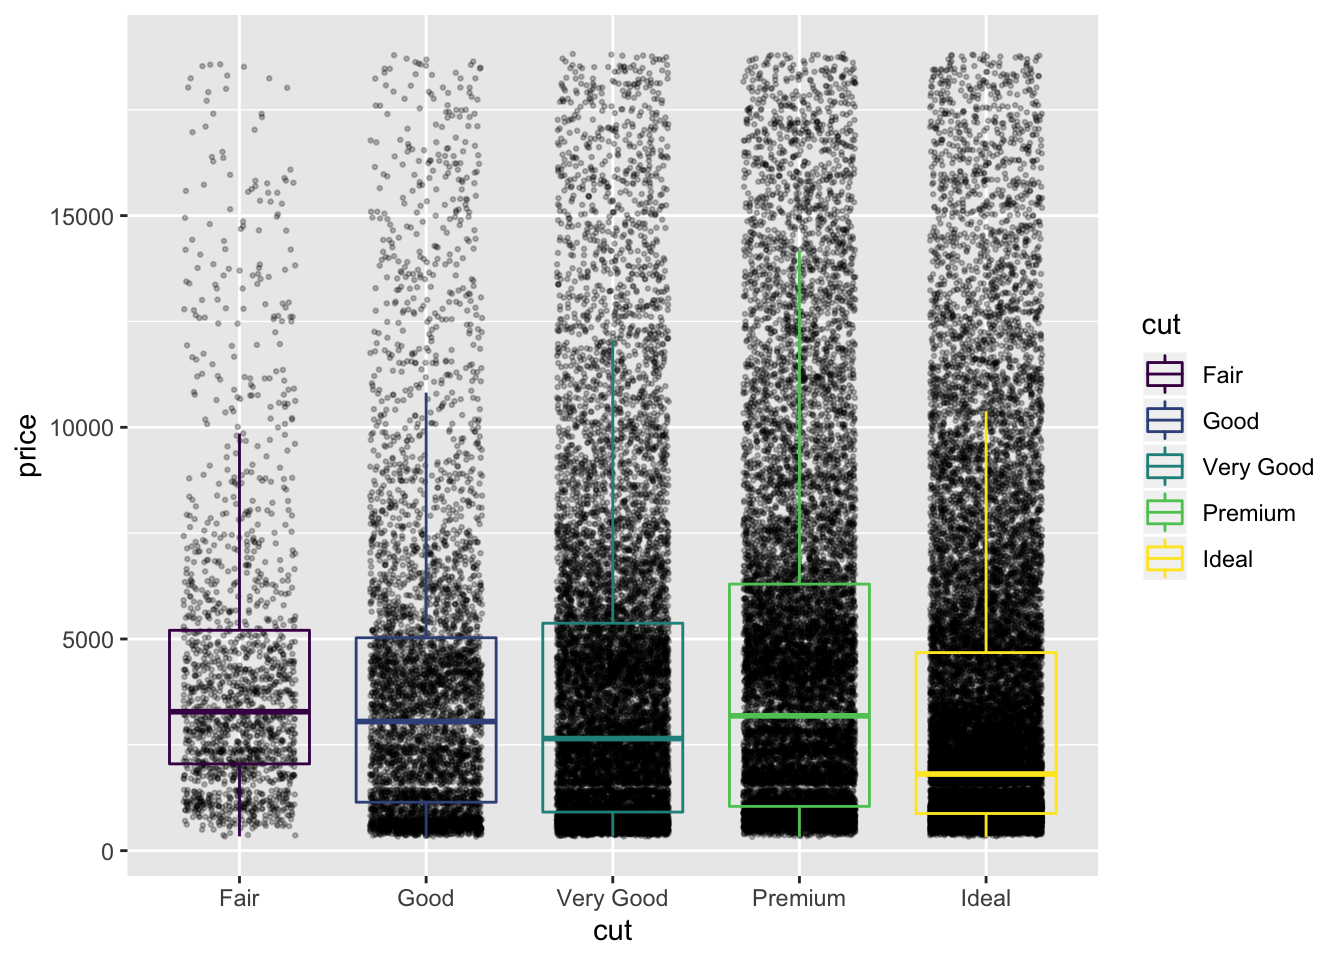 price
15000
10000
5000
0
Fair
Good
Very Good
Premium
Ideal
cut
cut
Fair
Good
Very Good
Premium
Ideal